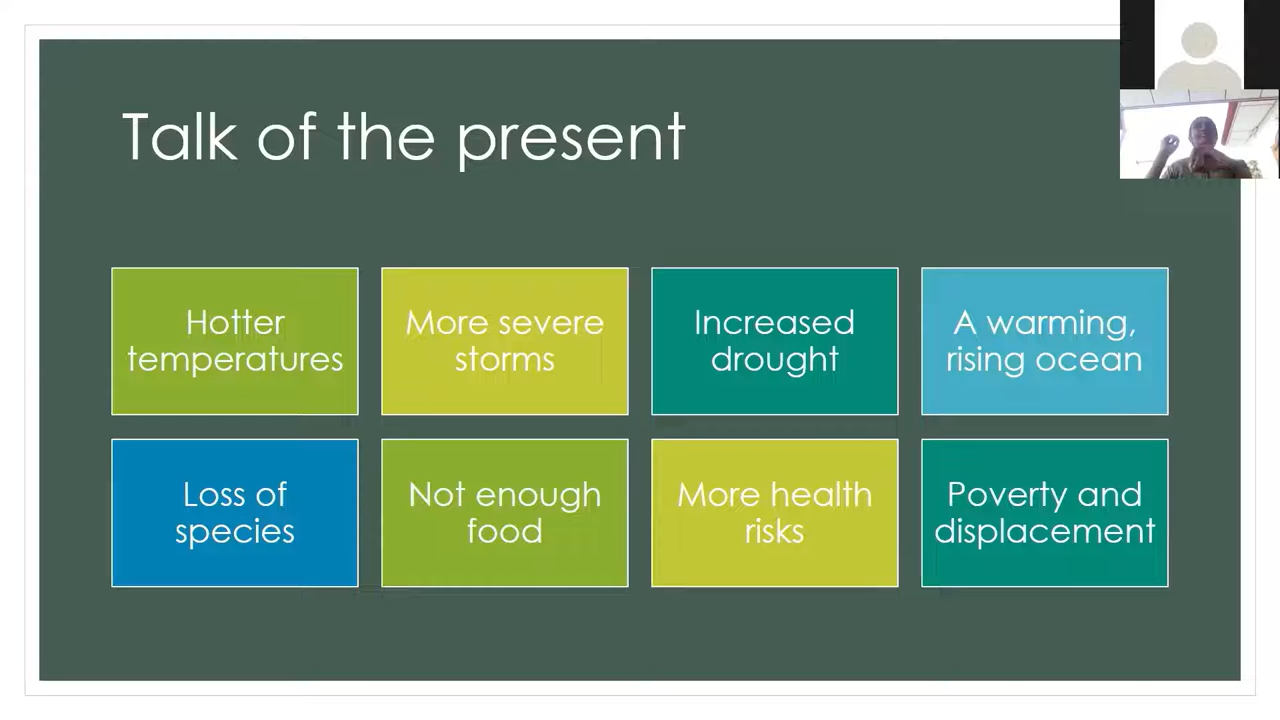 Talk of the present
Hotter
temperatures
More severe
storms
Increased
drought
A warming,
rising ocean
Loss of
species
Not enough
food
More health
risks
Poverty and
displacement